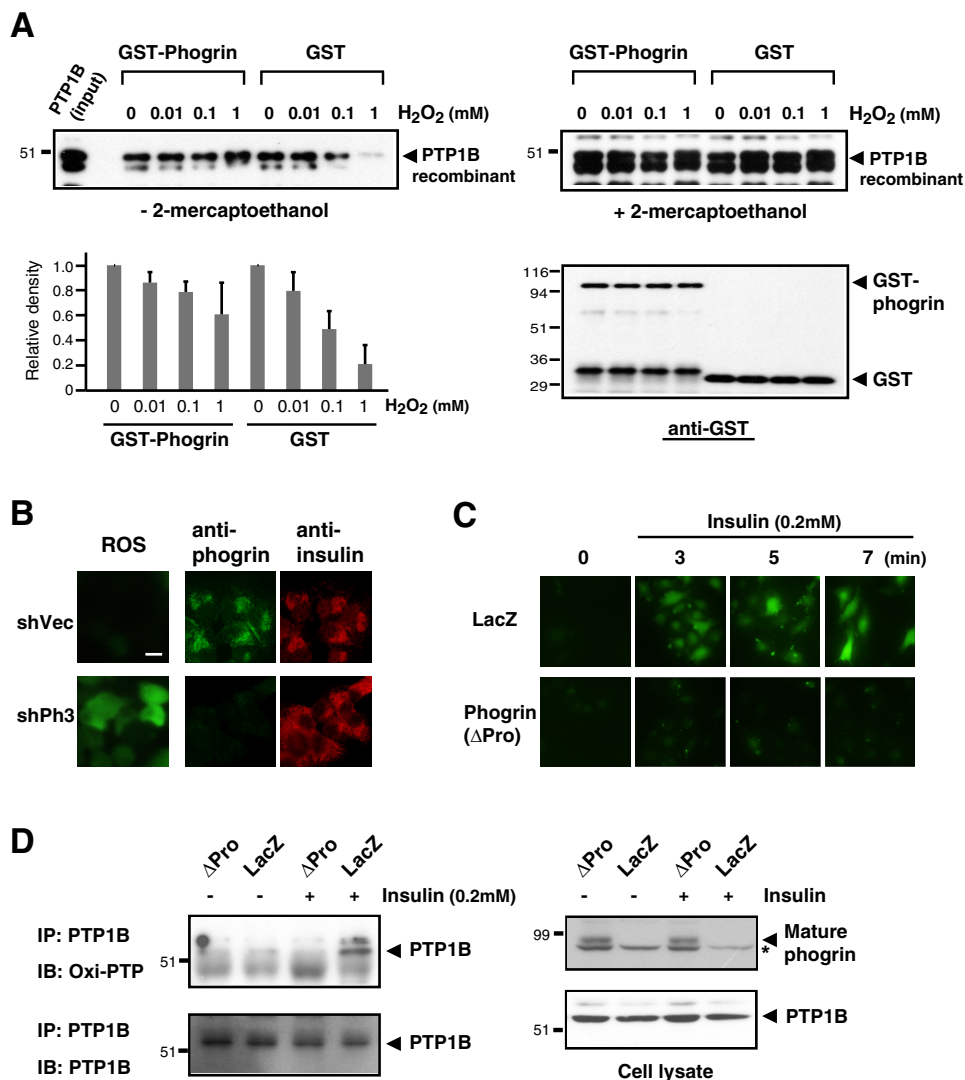 A
GST-Phogrin GST
PTP1B (input)
0 0.01 0.1 1 0 0.01 0.1 1 H2O2 (mM)
51
PTP1B recombinant
- 2-mercaptoethanol
GST-Phogrin GST
0 0.01 0.1 1 0 0.01 0.1 1 H2O2 (mM)
51
PTP1B recombinant
+ 2-mercaptoethanol
Relative density
1.0
0.8
0.6
0.4
0.2
0
0 0.01 0.1 1 0 0.01 0.1 1 H2O2 (mM)
GST-Phogrin GST
116
94
51
36
29
GST-phogrin
GST
anti-GST
B
ROS anti-phogrin anti-insulin
shVec
shPh3
C
Insulin (0.2mM)
0 3 5 7 (min)
LacZ
Phogrin (ΔPro)
D
ΔPro LacZ ΔPro LacZ
- - + + Insulin (0.2mM)
IP: PTP1B
IB: Oxi-PTP
51
PTP1B
IP: PTP1B
IB: PTP1B
51
PTP1B
ΔPro LacZ ΔPro LacZ
- - + + Insulin
99
Mature phogrin
*
51
PTP1B
Cell lysate